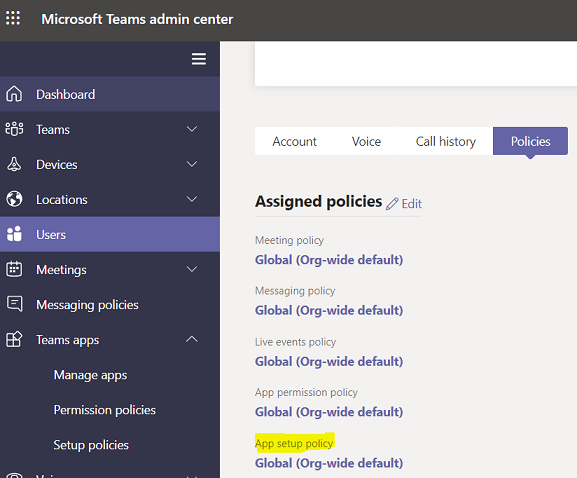 Microsoft Teams admin center
Dashboard
Teams
Devices
Locations
Users
Meetings
Messaging policies
Teams apps
Manage apps
Permission policies
Setup policies
Account Voice Call history Policies
Assigned policies Edit
Meeting policy
Global (Org-wide default)
Messaging policy
Global (Org-wide default)
Live events policy
Global (Org-wide default)
App permission policy
Global (Org-wide default)
App setup policy
Global (Org-wide default)